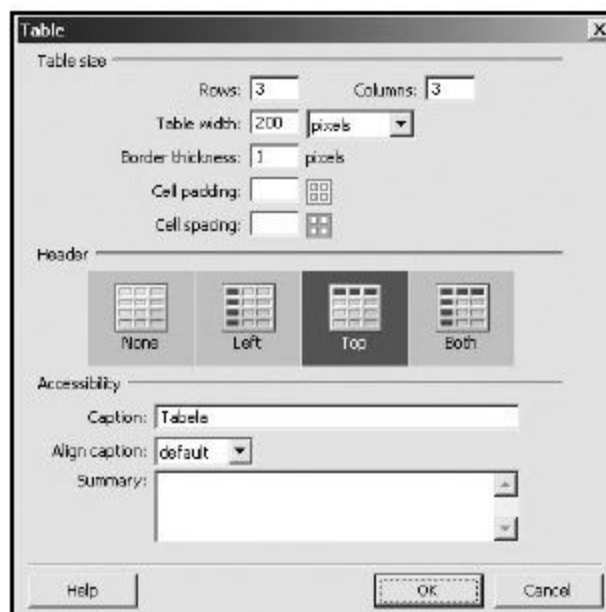 Table
Table size
Rows: 3 Columns: 3
Table width: 200 pixels
Border thickness: 1 pixels
Cell padding:
Cell spacing:
Header
None Left Top Both
Accessibility
Caption: Tabela
Align caption: default
Summary:
Help OK Cancel